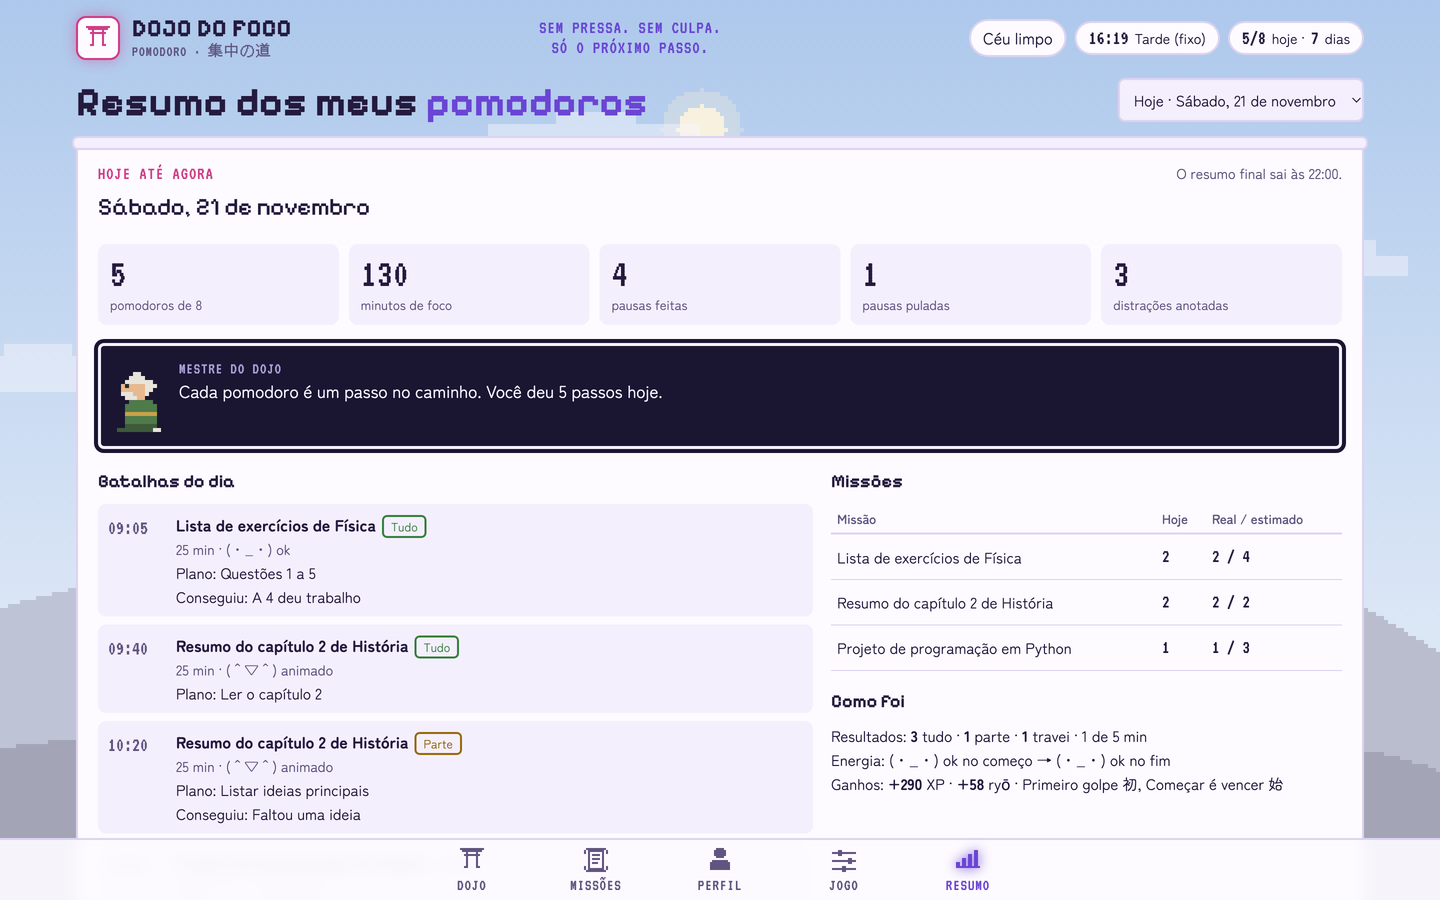 DOJO DO FOCO
POMODORO · 集中の道
SEM PRESSA. SEM CULPA.
SÓ O PRÓXIMO PASSO.
Céu limpo
16:19 Tarde (fixo)
5/8 hoje · 7 dias
Resumo dos meus pomodoros
Hoje · Sábado, 21 de novembro
HOJE ATÉ AGORA
O resumo final sai às 22:00.
Sábado, 21 de novembro
5
pomodoros de 8
130
minutos de foco
4
pausas feitas
1
pausas puladas
3
distrações anotadas
MESTRE DO DOJO
Cada pomodoro é um passo no caminho. Você deu 5 passos hoje.
Batalhas do dia
09:05
Lista de exercícios de Física Tudo
25 min · (・_・) ok
Plano: Questões 1 a 5
Conseguiu: A 4 deu trabalho
09:40
Resumo do capítulo 2 de História Tudo
25 min · (＾▽＾) animado
Plano: Ler o capítulo 2
10:20
Resumo do capítulo 2 de História Parte
25 min · (＾▽＾) animado
Plano: Listar ideias principais
Conseguiu: Faltou uma ideia
Missões
Missão Hoje Real / estimado
Lista de exercícios de Física 2 2 / 4
Resumo do capítulo 2 de História 2 2 / 2
Projeto de programação em Python 1 1 / 3
Como foi
Resultados: 3 tudo · 1 parte · 1 travei · 1 de 5 min
Energia: (・_・) ok no começo → (・_・) ok no fim
Ganhos: +290 XP · +58 ryō · Primeiro golpe 初, Começar é vencer 始
DOJO
MISSÕES
PERFIL
JOGO
RESUMO